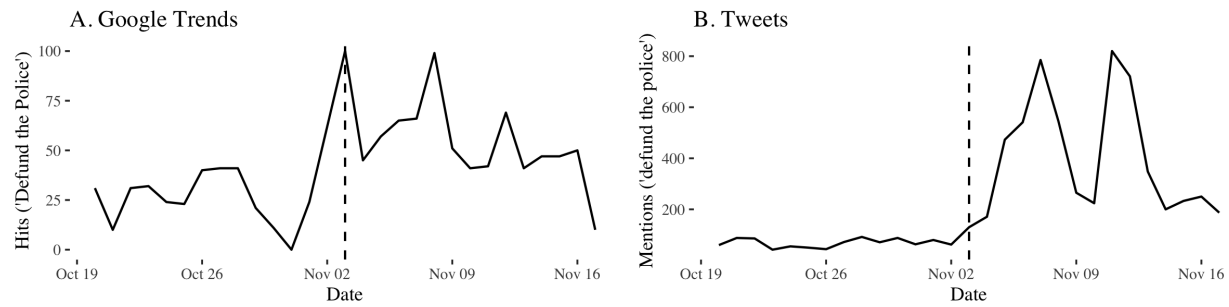 A. Google Trends
Hits ('Defund the Police')
100
75
50
25
0
Oct 19
Oct 26
Nov 02
Nov 09
Nov 16
Date
B. Tweets
Mentions ('defund the police')
800
600
400
200
Oct 19
Oct 26
Nov 02
Nov 09
Nov 16
Date